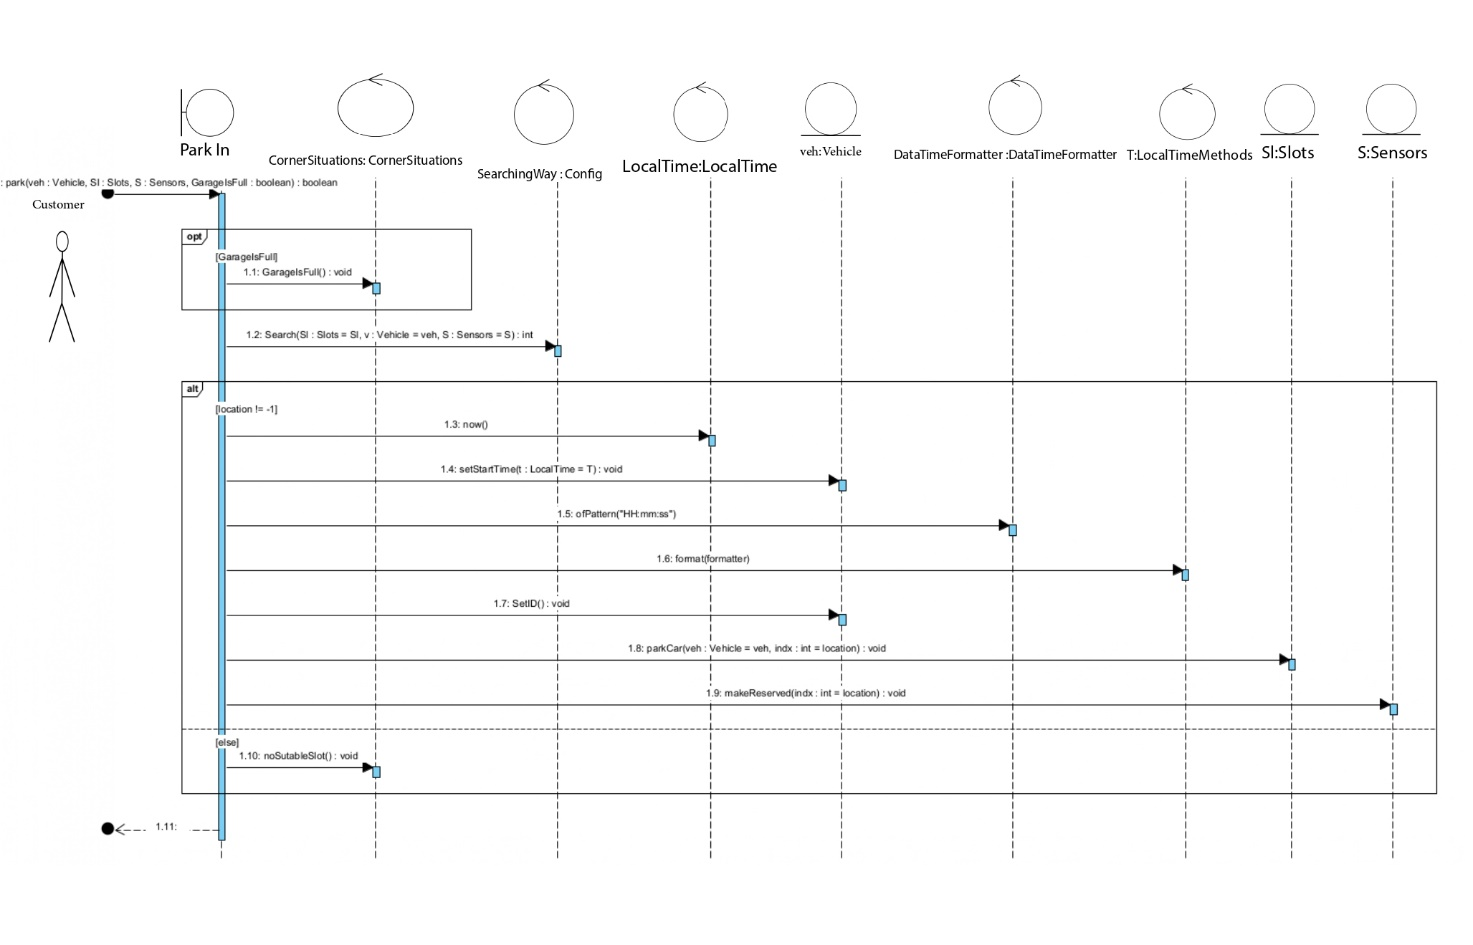 Park In
CornerSituations: CornerSituations
SearchingWay : Config
LocalTime:LocalTime
veh:Vehicle
DataTimeFormatter :DataTimeFormatter
T:LocalTimeMethods
Sl:Slots
S:Sensors
: park(veh : Vehicle, Sl : Slots, S : Sensors, GarageIsFull : boolean) : boolean
Customer
opt
[GarageIsFull]
1.1: GarageIsFull() : void
1.2: Search(Sl : Slots = Sl, v : Vehicle = veh, S : Sensors = S) : int
alt
[location != -1]
1.3: now()
1.4: setStartTime(t : LocalTime = T) : void
1.5: ofPattern("HH:mm:ss")
1.6: format(formatter)
1.7: SetID() : void
1.8: parkCar(veh : Vehicle = veh, indx : int = location) : void
1.9: makeReserved(indx : int = location) : void
[else]
1.10: noSutableSlot() : void
1.11: